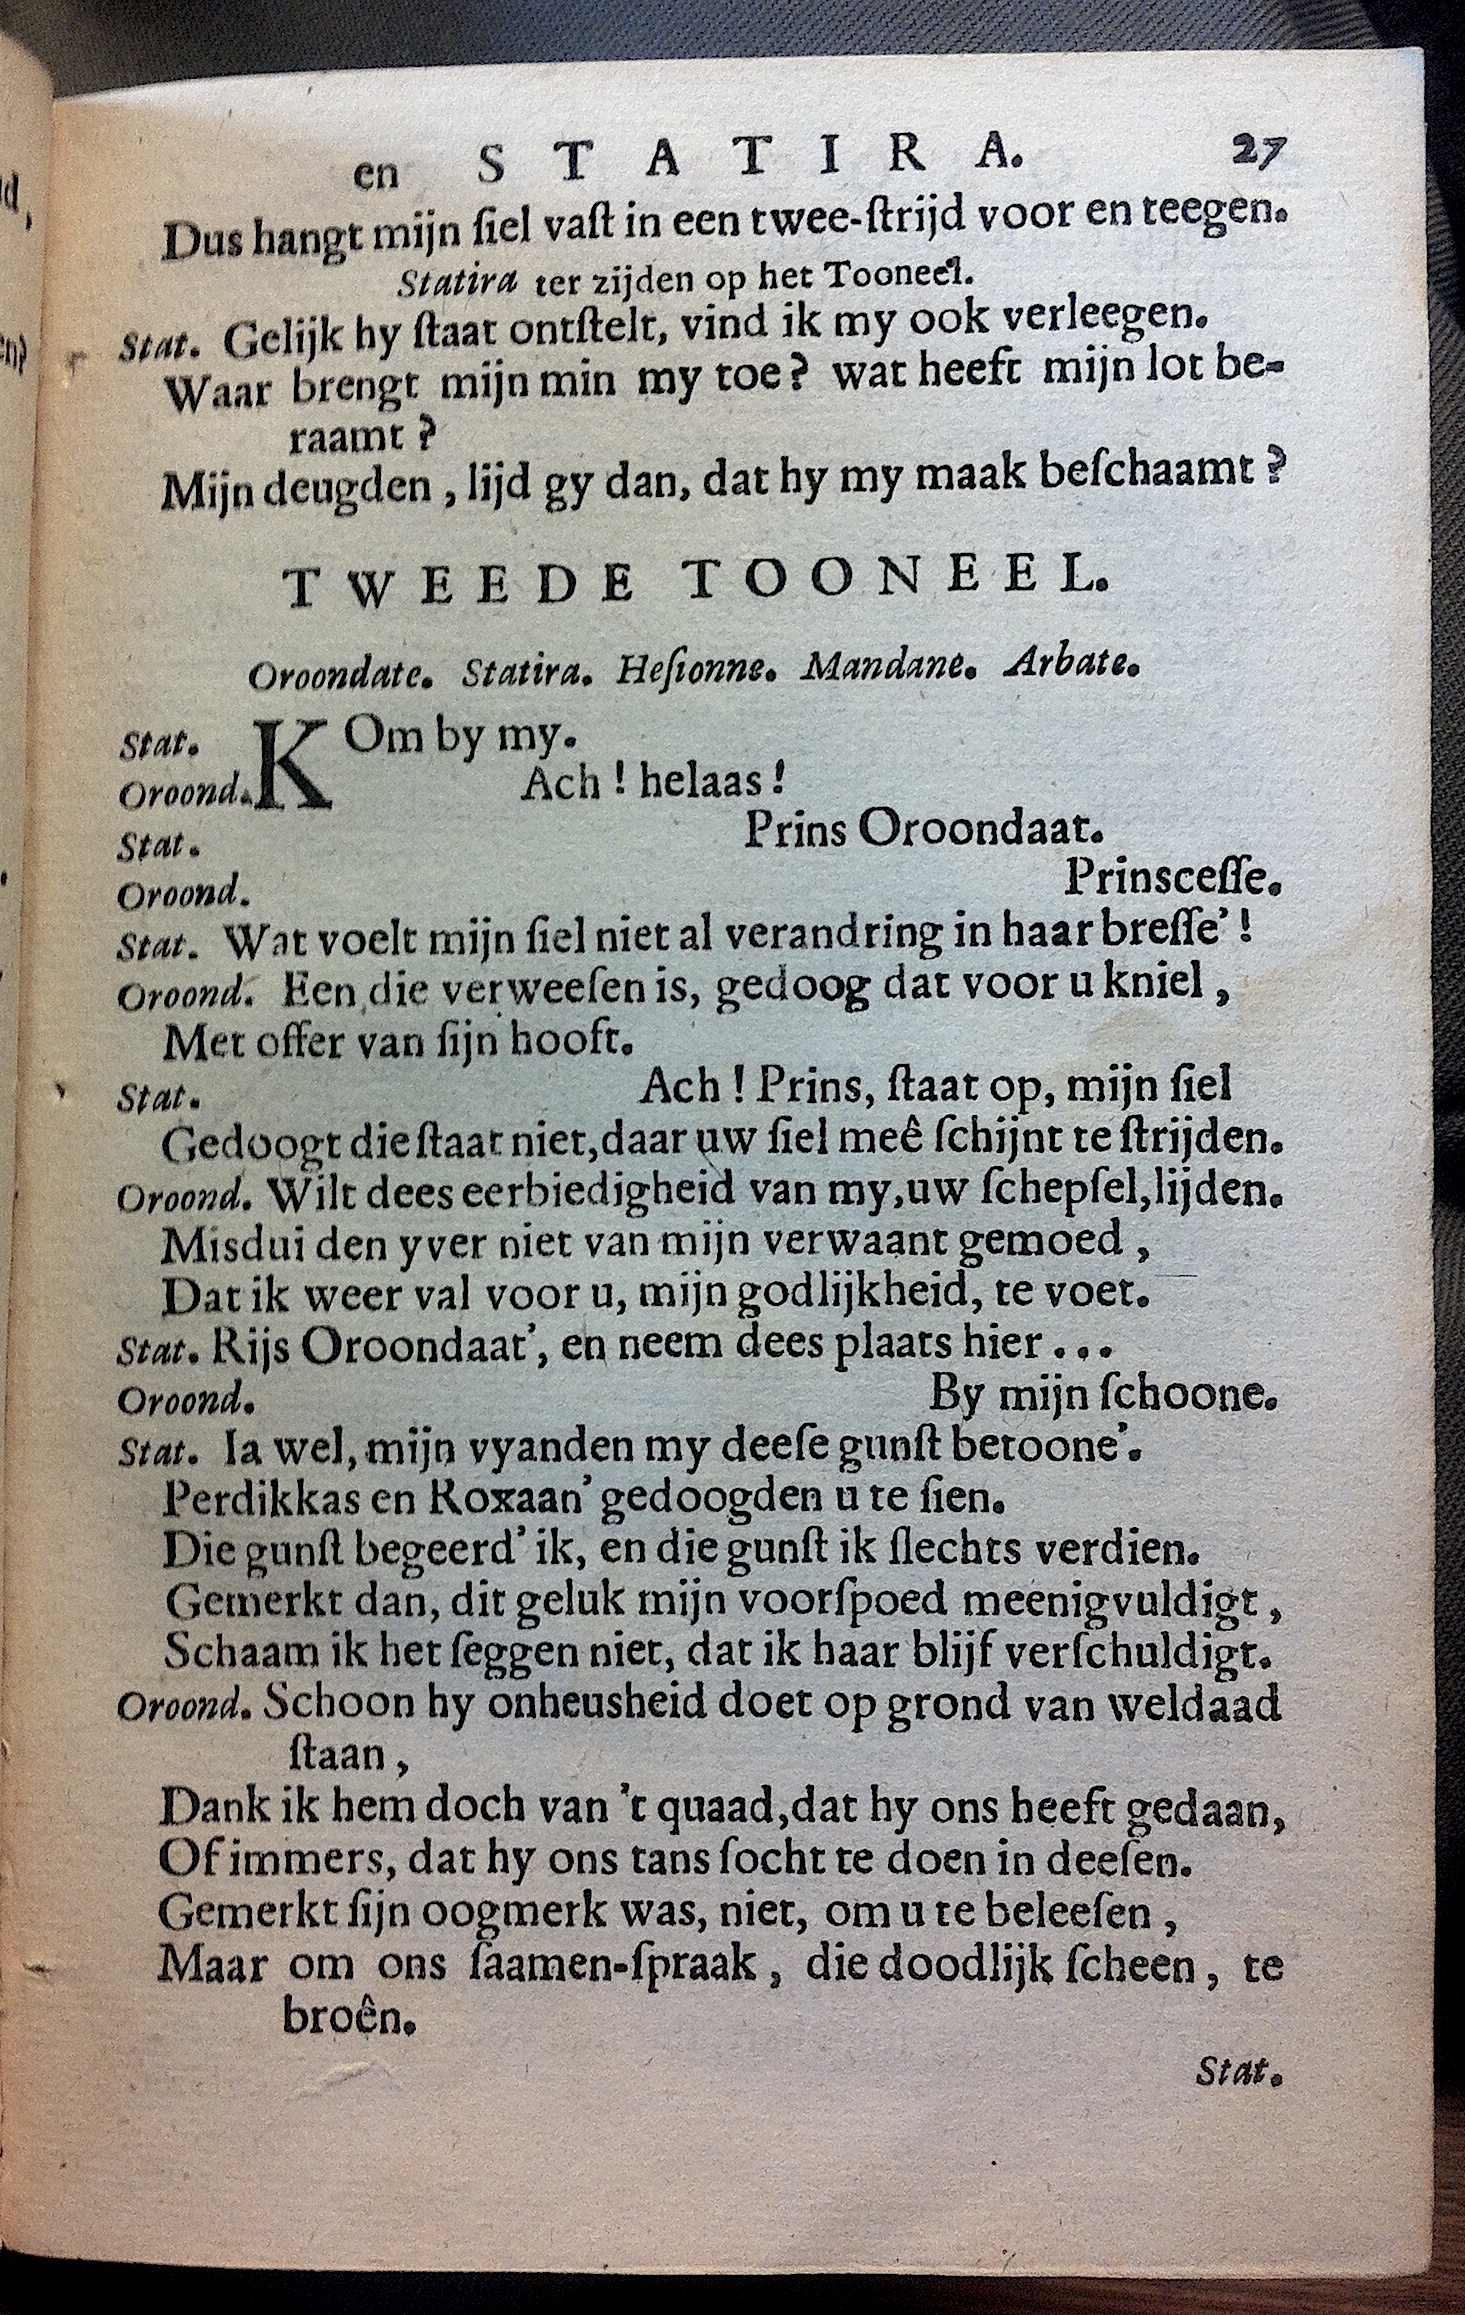 en STATIRA. 27
Dus hangt mijn ſiel vaſt in een twee-ſtrijd voor en teegen.
Statira ter zijden op het Tooneel.
Stat. Gelijk hy ſtaat ontſtelt, vind ik my ook verleegen.
Waar brengt mijn min my toe? wat heeft mijn lot be-
raamt?
Mijn deugden, lijd gy dan, dat hy my maak beſchaamt?
TWEEDE TOONEEL.
Oroondate. Statira. Heſionne. Mandane. Arbate.
Stat. KOm by my.
Oroond. Ach! helaas!
Stat. Prins Oroondaat.
Oroond. Prinsceſſe.
Stat. Wat voelt mijn ſiel niet al verandring in haar breſſe'!
Oroond. Een die verweeſen is, gedoog dat voor u kniel,
Met offer van ſijn hooft.
Stat. Ach! Prins, ſtaat op, mijn ſiel
Gedoogt die ſtaat niet, daar uw ſiel meê ſchijnt te ſtrijden.
Oroond. Wilt dees eerbiedigheid van my, uw ſchepſel, lijden.
Misdui den yver niet van mijn verwaant gemoed,
Dat ik weer val voor u, mijn godlijkheid, te voet.
Stat. Rijs Oroondaat', en neem dees plaats hier...
Oroond. By mijn ſchoone.
Stat. Ia wel, mijn vyanden my deeſe gunſt betoone'.
Perdikkas en Roxaan' gedoogden u te ſien.
Die gunſt begeerd' ik, en die gunſt ik ſlechts verdien.
Gemerkt dan, dit geluk mijn voorſpoed meenigvuldigt,
Schaam ik het ſeggen niet, dat ik haar blijf verſchuldigt.
Oroond. Schoon hy onheusheid doet op grond van weldaad
ſtaan,
Dank ik hem doch van 't quaad, dat hy ons heeft gedaan,
Of immers, dat hy ons tans ſocht te doen in deeſen.
Gemerkt ſijn oogmerk was, niet, om u te beleeſen,
Maar om ons ſaamen-ſpraak, die doodlijk ſcheen, te
broên.
Stat.